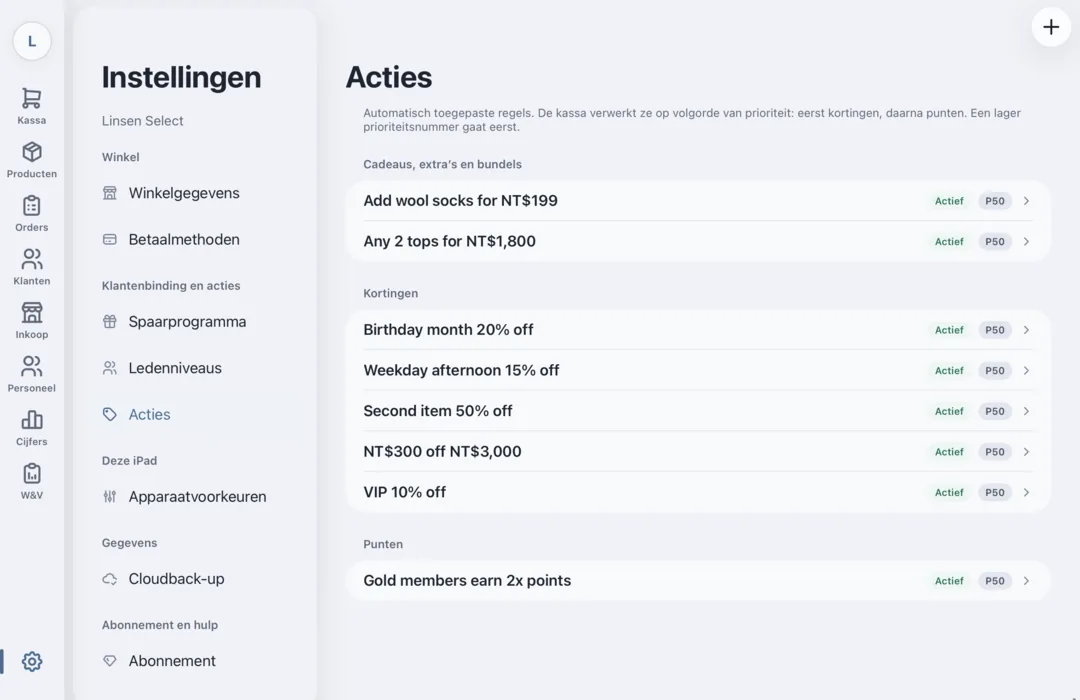 L
Kassa
Producten
Orders
Klanten
Inkoop
Personeel
Cijfers
W&V
Instellingen
Linsen Select
Winkel
Winkelgegevens
Betaalmethoden
Klantenbinding en acties
Spaarprogramma
Ledenniveaus
Acties
Deze iPad
Apparaatvoorkeuren
Gegevens
Cloudback-up
Abonnement en hulp
Abonnement
Acties
Automatisch toegepaste regels. De kassa verwerkt ze op volgorde van prioriteit: eerst kortingen, daarna punten. Een lager
prioriteitsnummer gaat eerst.
Cadeaus, extra's en bundels
Add wool socks for NT$199 Actief P50
Any 2 tops for NT$1,800 Actief P50
Kortingen
Birthday month 20% off Actief P50
Weekday afternoon 15% off Actief P50
Second item 50% off Actief P50
NT$300 off NT$3,000 Actief P50
VIP 10% off Actief P50
Punten
Gold members earn 2x points Actief P50